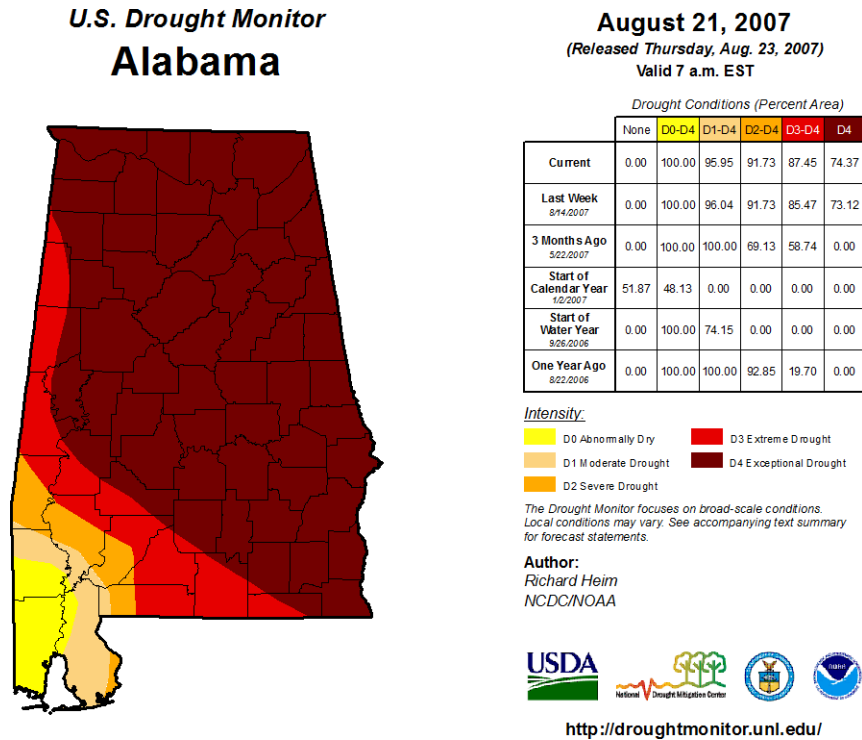 U.S. Drought Monitor
Alabama
August 21, 2007
(Released Thursday, Aug. 23, 2007)
Valid 7 a.m. EST
Drought Conditions (Percent Area)
None D0-D4 D1-D4 D2-D4 D3-D4 D4
Current 0.00 100.00 95.95 91.73 87.45 74.37
Last Week
8/14/2007 0.00 100.00 96.04 91.73 85.47 73.12
3 Months Ago
5/22/2007 0.00 100.00 100.00 69.13 58.74 0.00
Start of
Calendar Year
1/2/2007 51.87 48.13 0.00 0.00 0.00 0.00
Start of
Water Year
9/26/2006 0.00 100.00 74.15 0.00 0.00 0.00
One Year Ago
8/22/2006 0.00 100.00 100.00 92.85 19.70 0.00
Intensity:
D0 Abnormally Dry
D1 Moderate Drought
D2 Severe Drought
D3 Extreme Drought
D4 Exceptional Drought
The Drought Monitor focuses on broad-scale conditions.
Local conditions may vary. See accompanying text summary
for forecast statements.
Author:
Richard Heim
NCDC/NOAA
USDA
National Drought Mitigation Center
http://droughtmonitor.unl.edu/